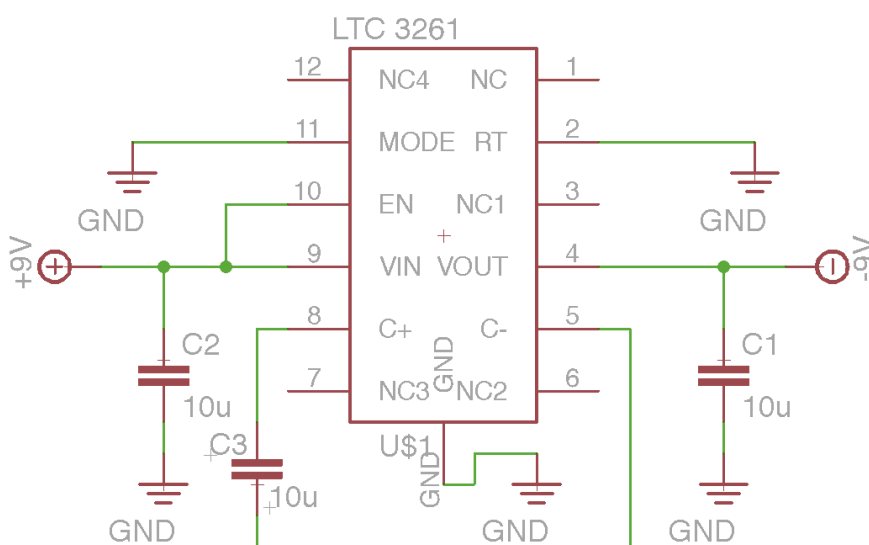 LTC 3261
12 NC4 NC 1
11 MODE RT 2
GND GND
10 EN NC1 3
+9V 9 VIN VOUT 4 -9V
8 C+ C- 5
C2 C1
GND
7 NC3 NC2 6
10u 10u
U$1
C3
GND
10u
GND GND GND